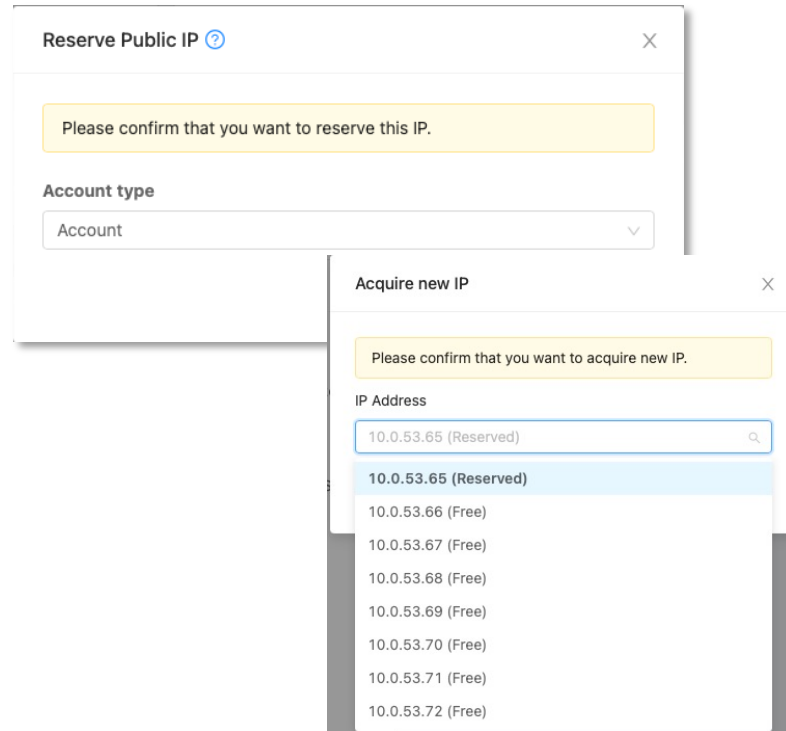 Reserve Public IP
Please confirm that you want to reserve this IP.
Account type
Account
Acquire new IP
Please confirm that you want to acquire new IP.
IP Address
10.0.53.65 (Reserved)
10.0.53.65 (Reserved)
10.0.53.66 (Free)
10.0.53.67 (Free)
10.0.53.68 (Free)
10.0.53.69 (Free)
10.0.53.70 (Free)
10.0.53.71 (Free)
10.0.53.72 (Free)